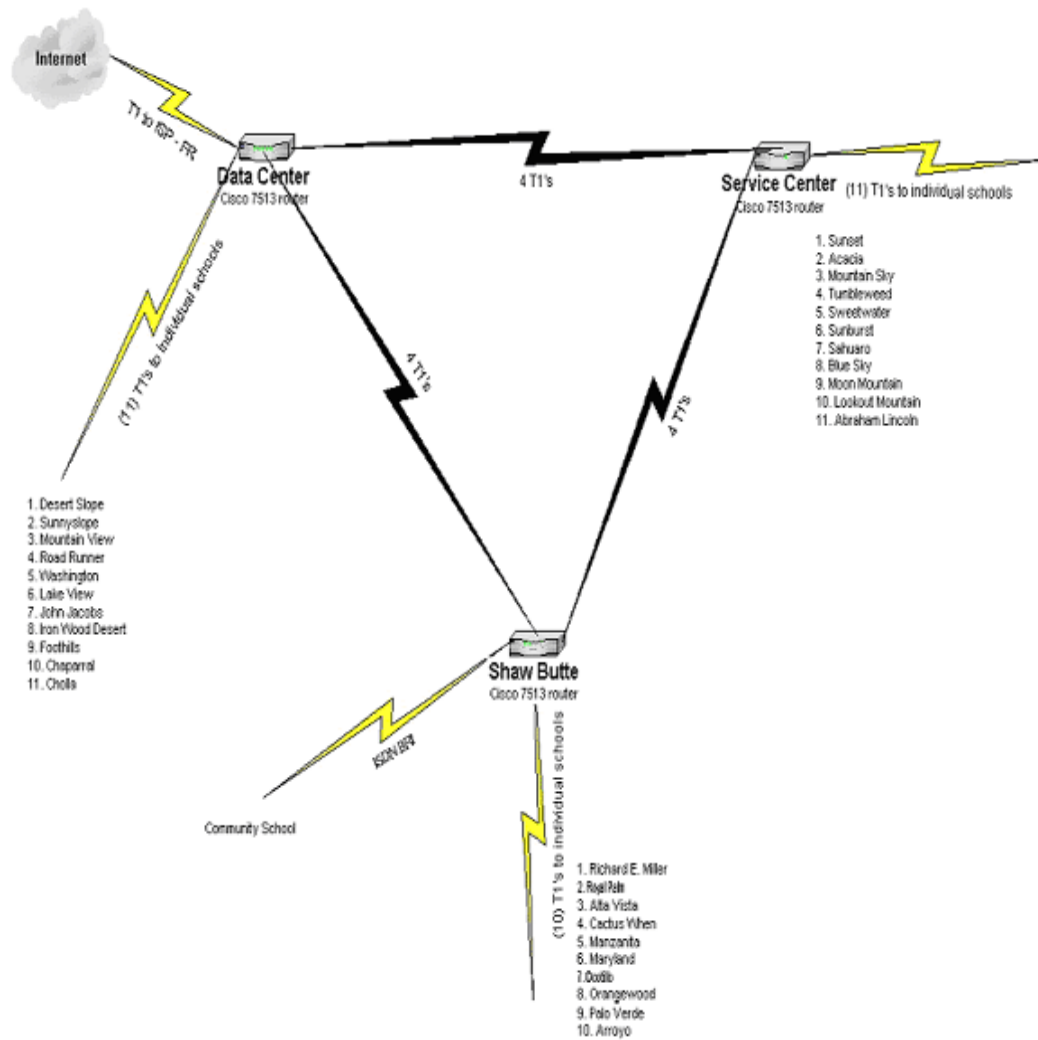 Internet
T1 to ISP - FR
Data Center
Cisco 7513 router
4 T1's
Service Center
Cisco 7513 router
(11) T1's to individual schools
1. Sunset
2. Acacia
3. Mountain Sky
4. Tumbleweed
5. Sweetwater
6. Sunburst
7. Sahuaro
8. Blue Sky
9. Moon Mountain
10. Lookout Mountain
11. Abraham Lincoln
(11) T1's to individual schools
4 T1's
4 T1's
1. Desert Slope
2. Sunnyslope
3. Mountain View
4. Road Runner
5. Washington
6. Lake View
7. John Jacobs
8. Iron Wood Desert
9. Foothills
10. Chaparral
11. Cholla
Shaw Butte
Cisco 7513 router
ISDN BRI
Community School
(10) T1's to individual schools
1. Richard E. Miller
2. Royal Palm
3. Alta Vista
4. Cactus When
5. Manzanita
6. Maryland
7.
8. Orangewood
9. Palo Verde
10. Arroyo